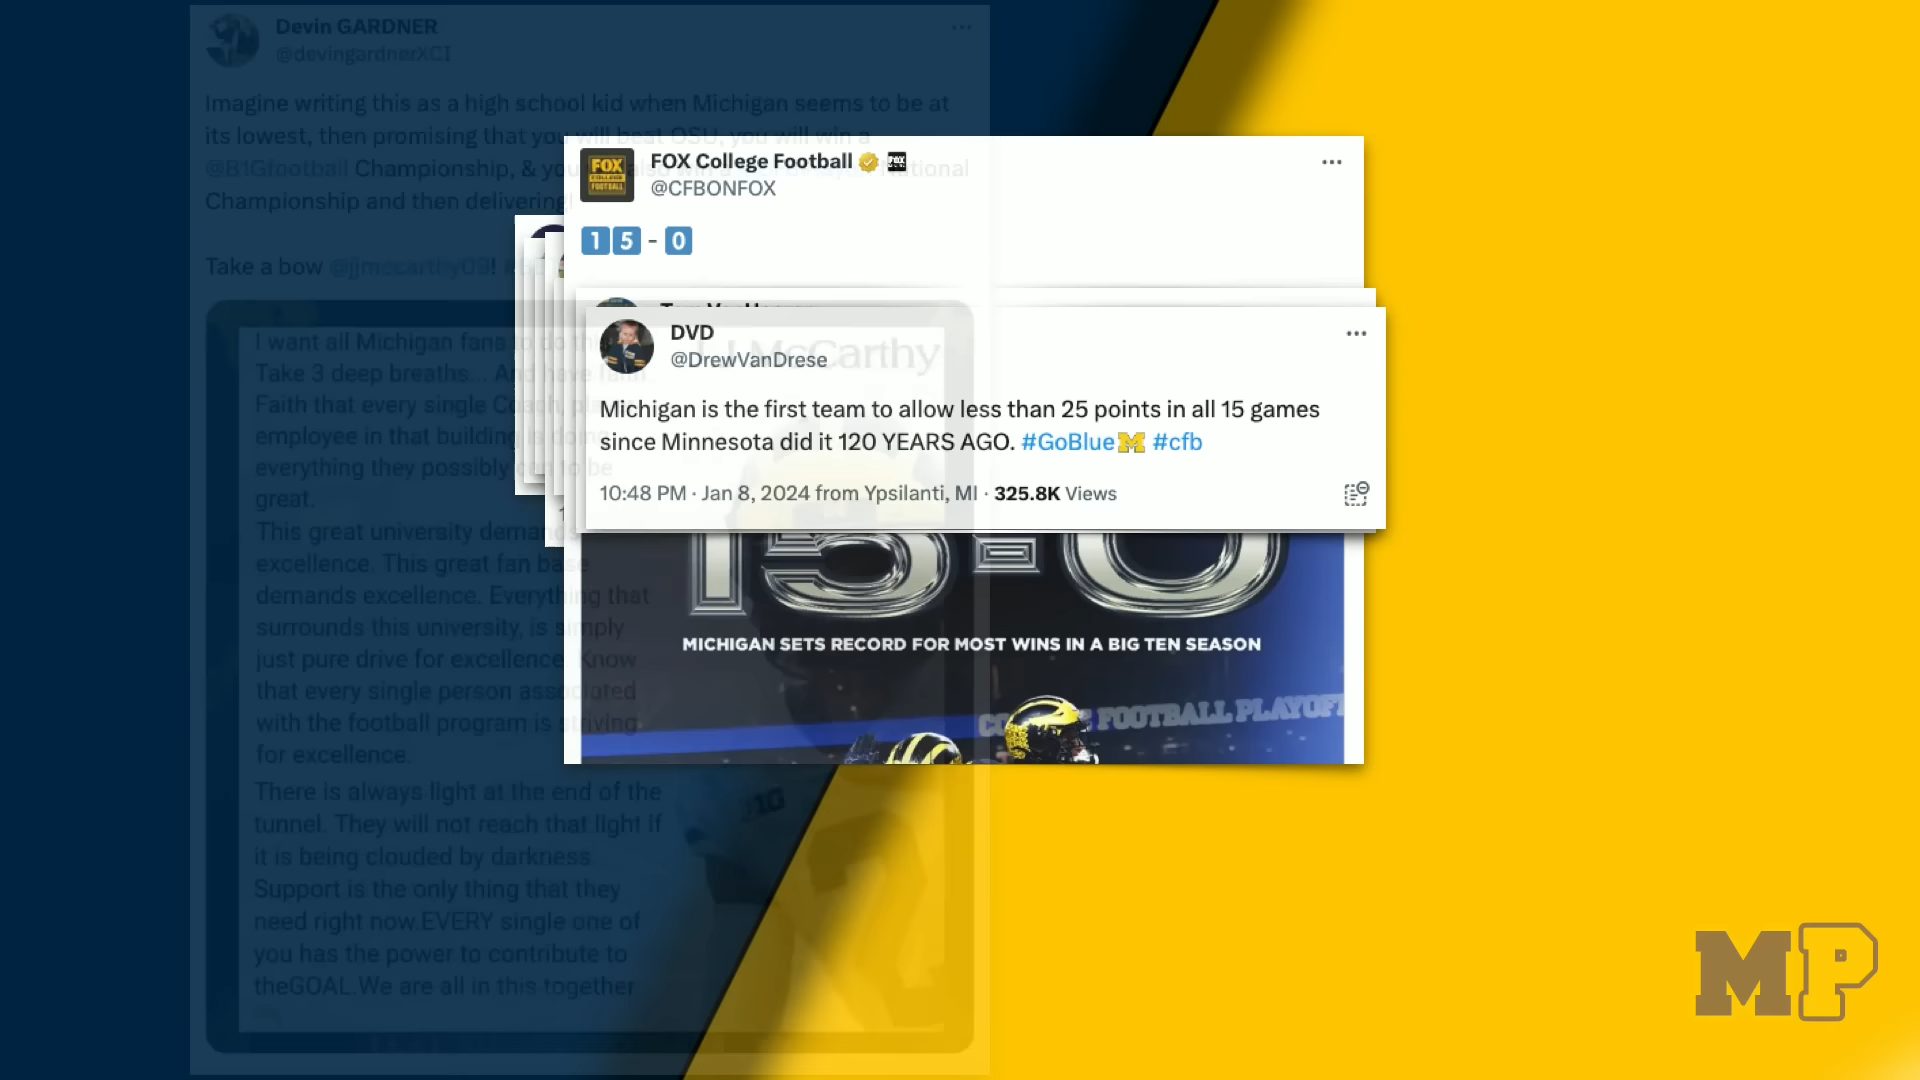 Devin GARDNER
@devingardnerXCI
Imagine writing this as a high school kid when Michigan seems to be at
its lowest, then promising that you will beat OSU, you will win a
@B1Gfootball Championship, & you also win a National
Championship and then delivering!
Take a bow @jjmccarthy09!
FOX College Football
@CFBONFOX
15-0
Tom VanHaaren
DVD
@DrewVanDrese
Michigan is the first team to allow less than 25 points in all 15 games
since Minnesota did it 120 YEARS AGO. #GoBlue #cfb
10:48 PM · Jan 8, 2024 from Ypsilanti, MI · 325.8K Views
15-0
MICHIGAN SETS RECORD FOR MOST WINS IN A BIG TEN SEASON
COLLEGE FOOTBALL PLAYOFF
JJ McCarthy
I want all Michigan fans to do this
Take 3 deep breaths... And have faith
Faith that every single Coach,
employee in that building is doing
everything they possibly can to be
great.
This great university demands
excellence. This great fan base
demands excellence. Everything that
surrounds this university, is simply
just pure drive for excellence. Know
that every single person associated
with the football program is striving
for excellence.
There is always light at the end of the
tunnel. They will not reach that light if
it is being clouded by darkness
Support is the only thing that they
need right now.EVERY single one of
you has the power to contribute to
theGOAL.We are all in this together
MP